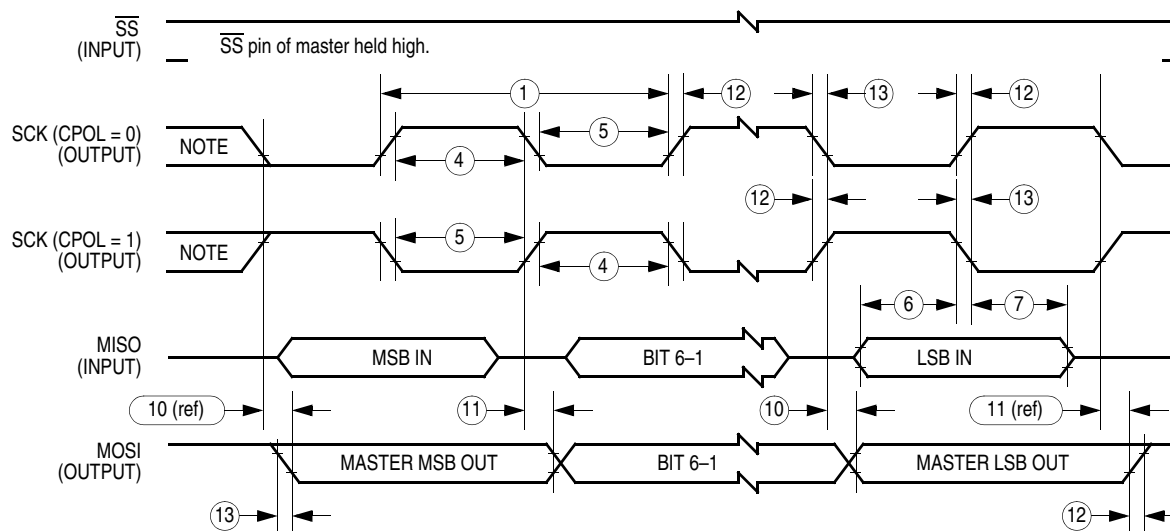 SS
(INPUT)
SS pin of master held high.
1 12 13 12
SCK (CPOL = 0)
(OUTPUT)
NOTE
5
4
12 13
SCK (CPOL = 1)
(OUTPUT)
NOTE
5
4
6 7
MISO
(INPUT)
MSB IN BIT 6–1 LSB IN
10 (ref) 11 10 11 (ref)
MOSI
(OUTPUT)
MASTER MSB OUT BIT 6–1 MASTER LSB OUT
13 12